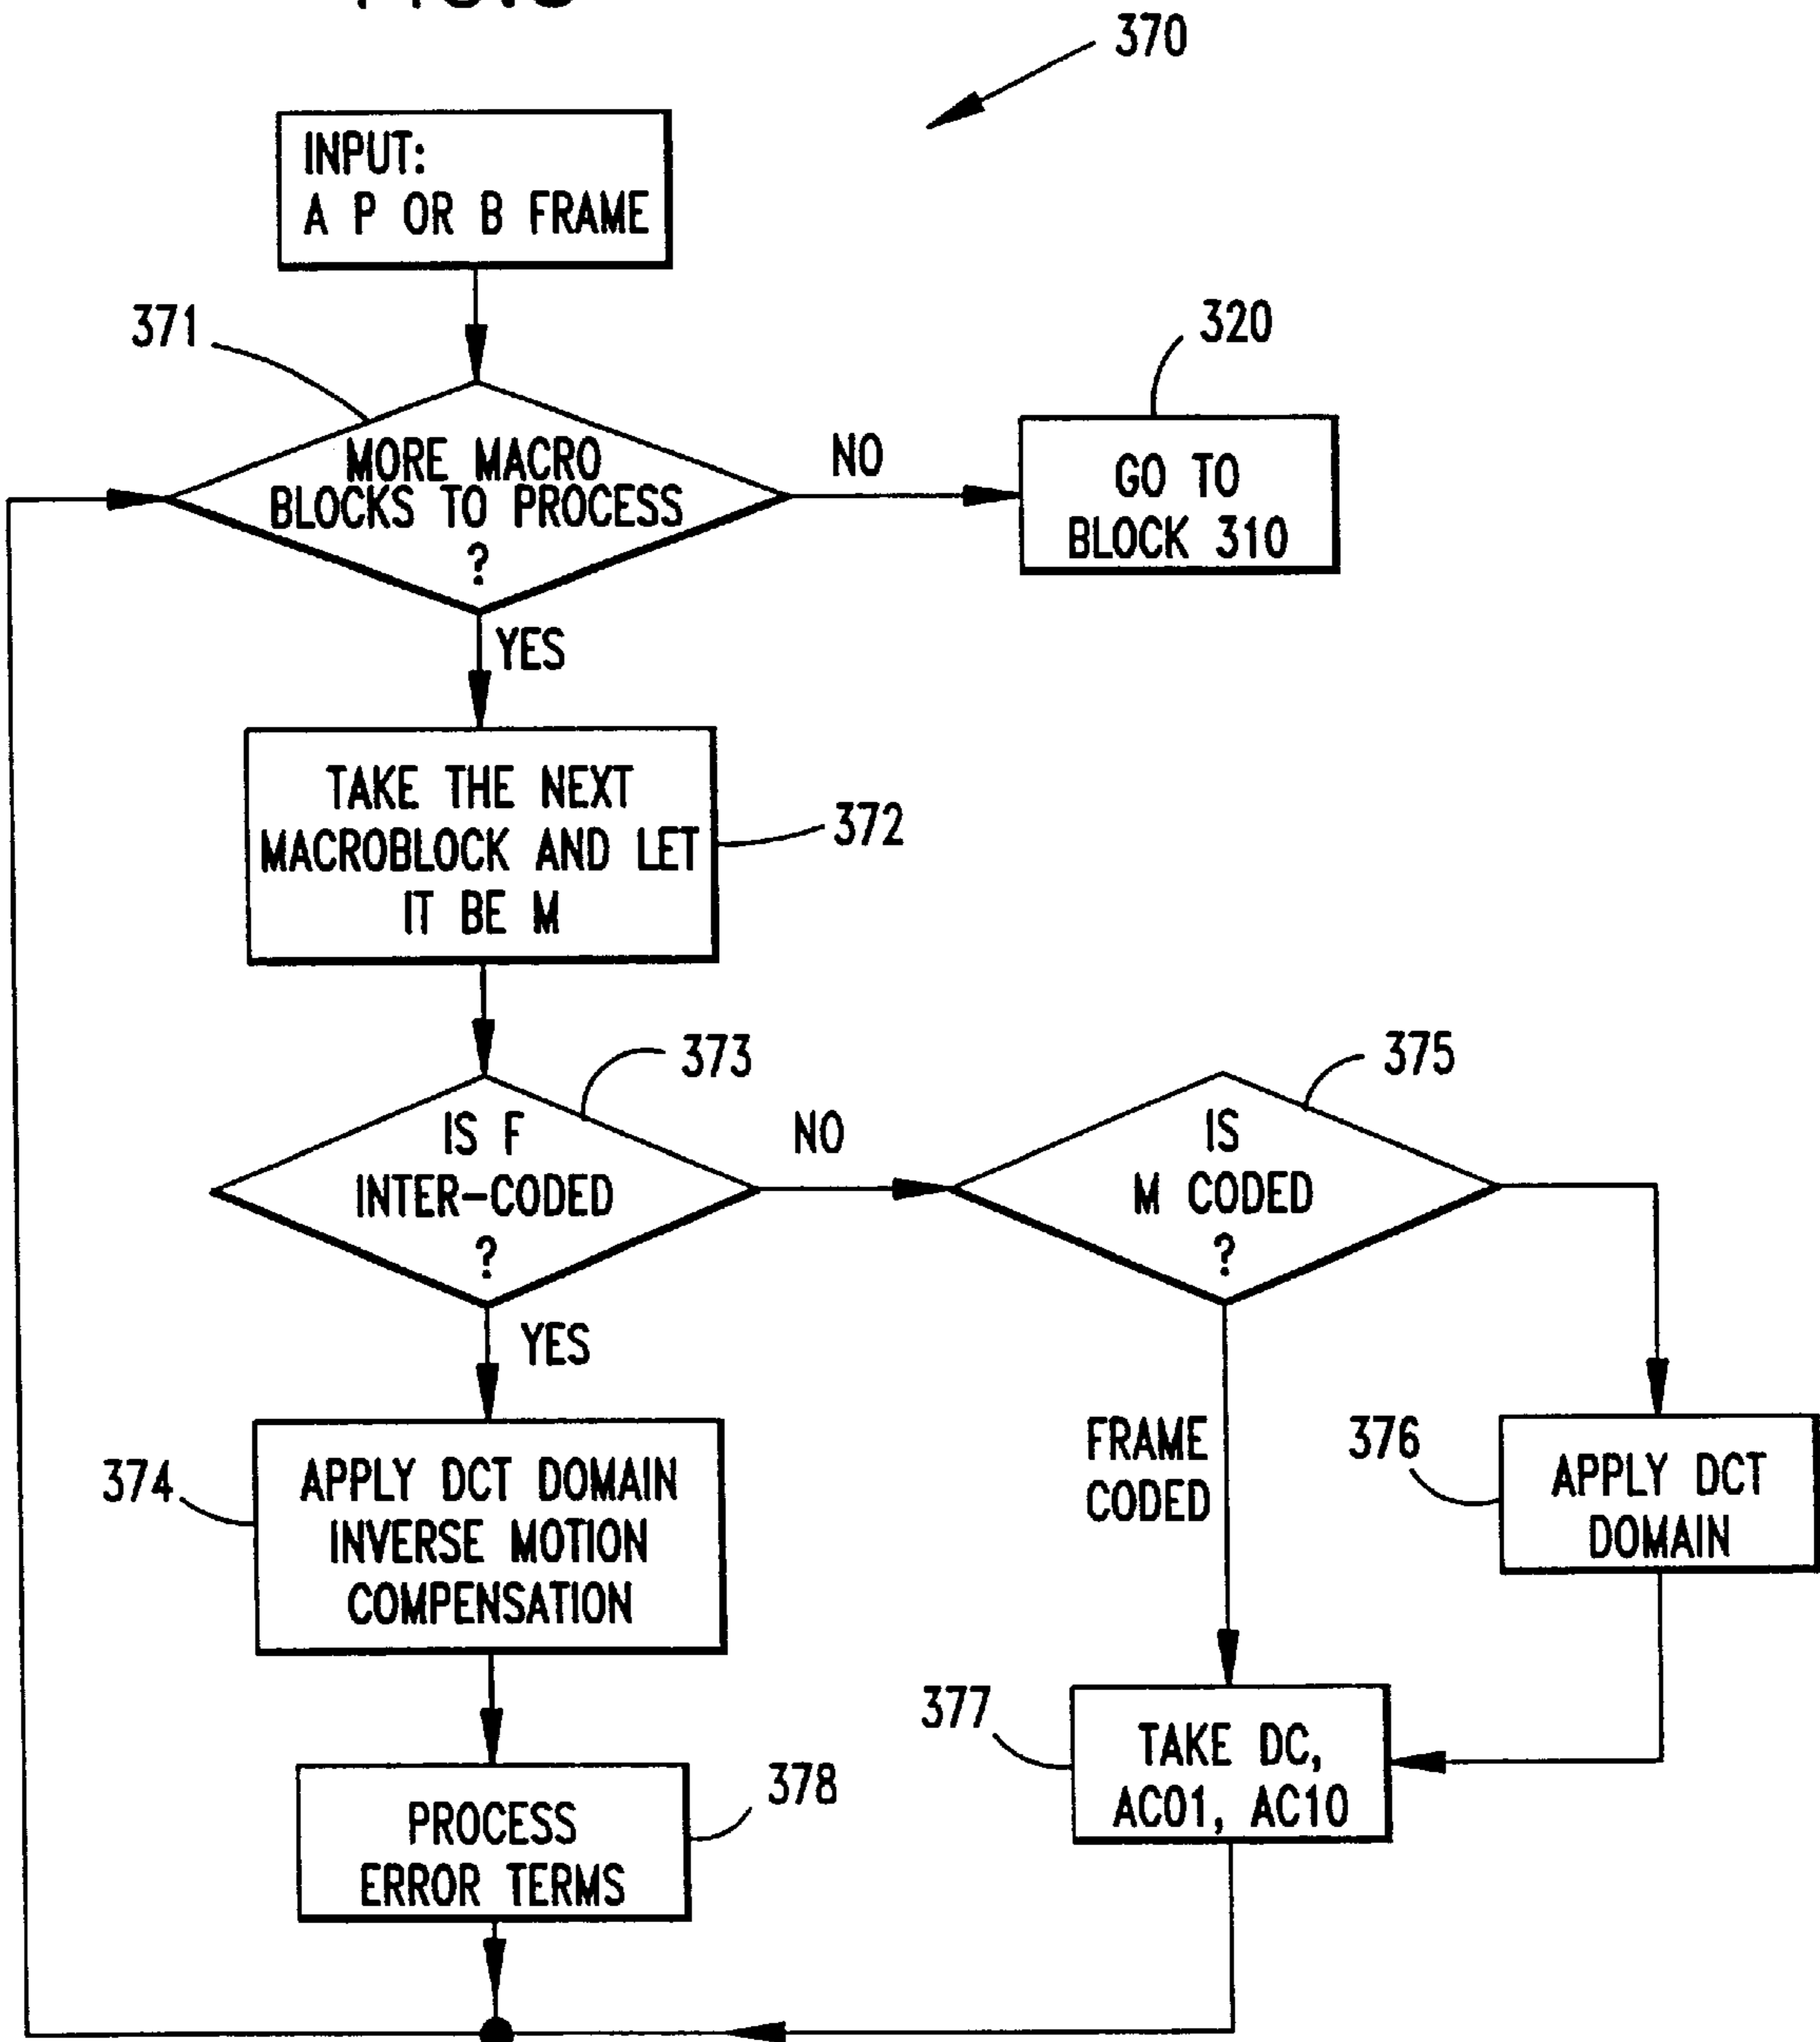 370
INPUT:
A P OR B FRAME
371
320
MORE MACRO
BLOCKS TO PROCESS
?
NO
GO TO
BLOCK 310
YES
TAKE THE NEXT
MACROBLOCK AND LET
IT BE M
372
373
375
IS F
INTER-CODED
?
NO
IS
M CODED
?
YES
FRAME
CODED
374
APPLY DCT DOMAIN
INVERSE MOTION
COMPENSATION
376
APPLY DCT
DOMAIN
377
TAKE DC,
AC01, AC10
378
PROCESS
ERROR TERMS